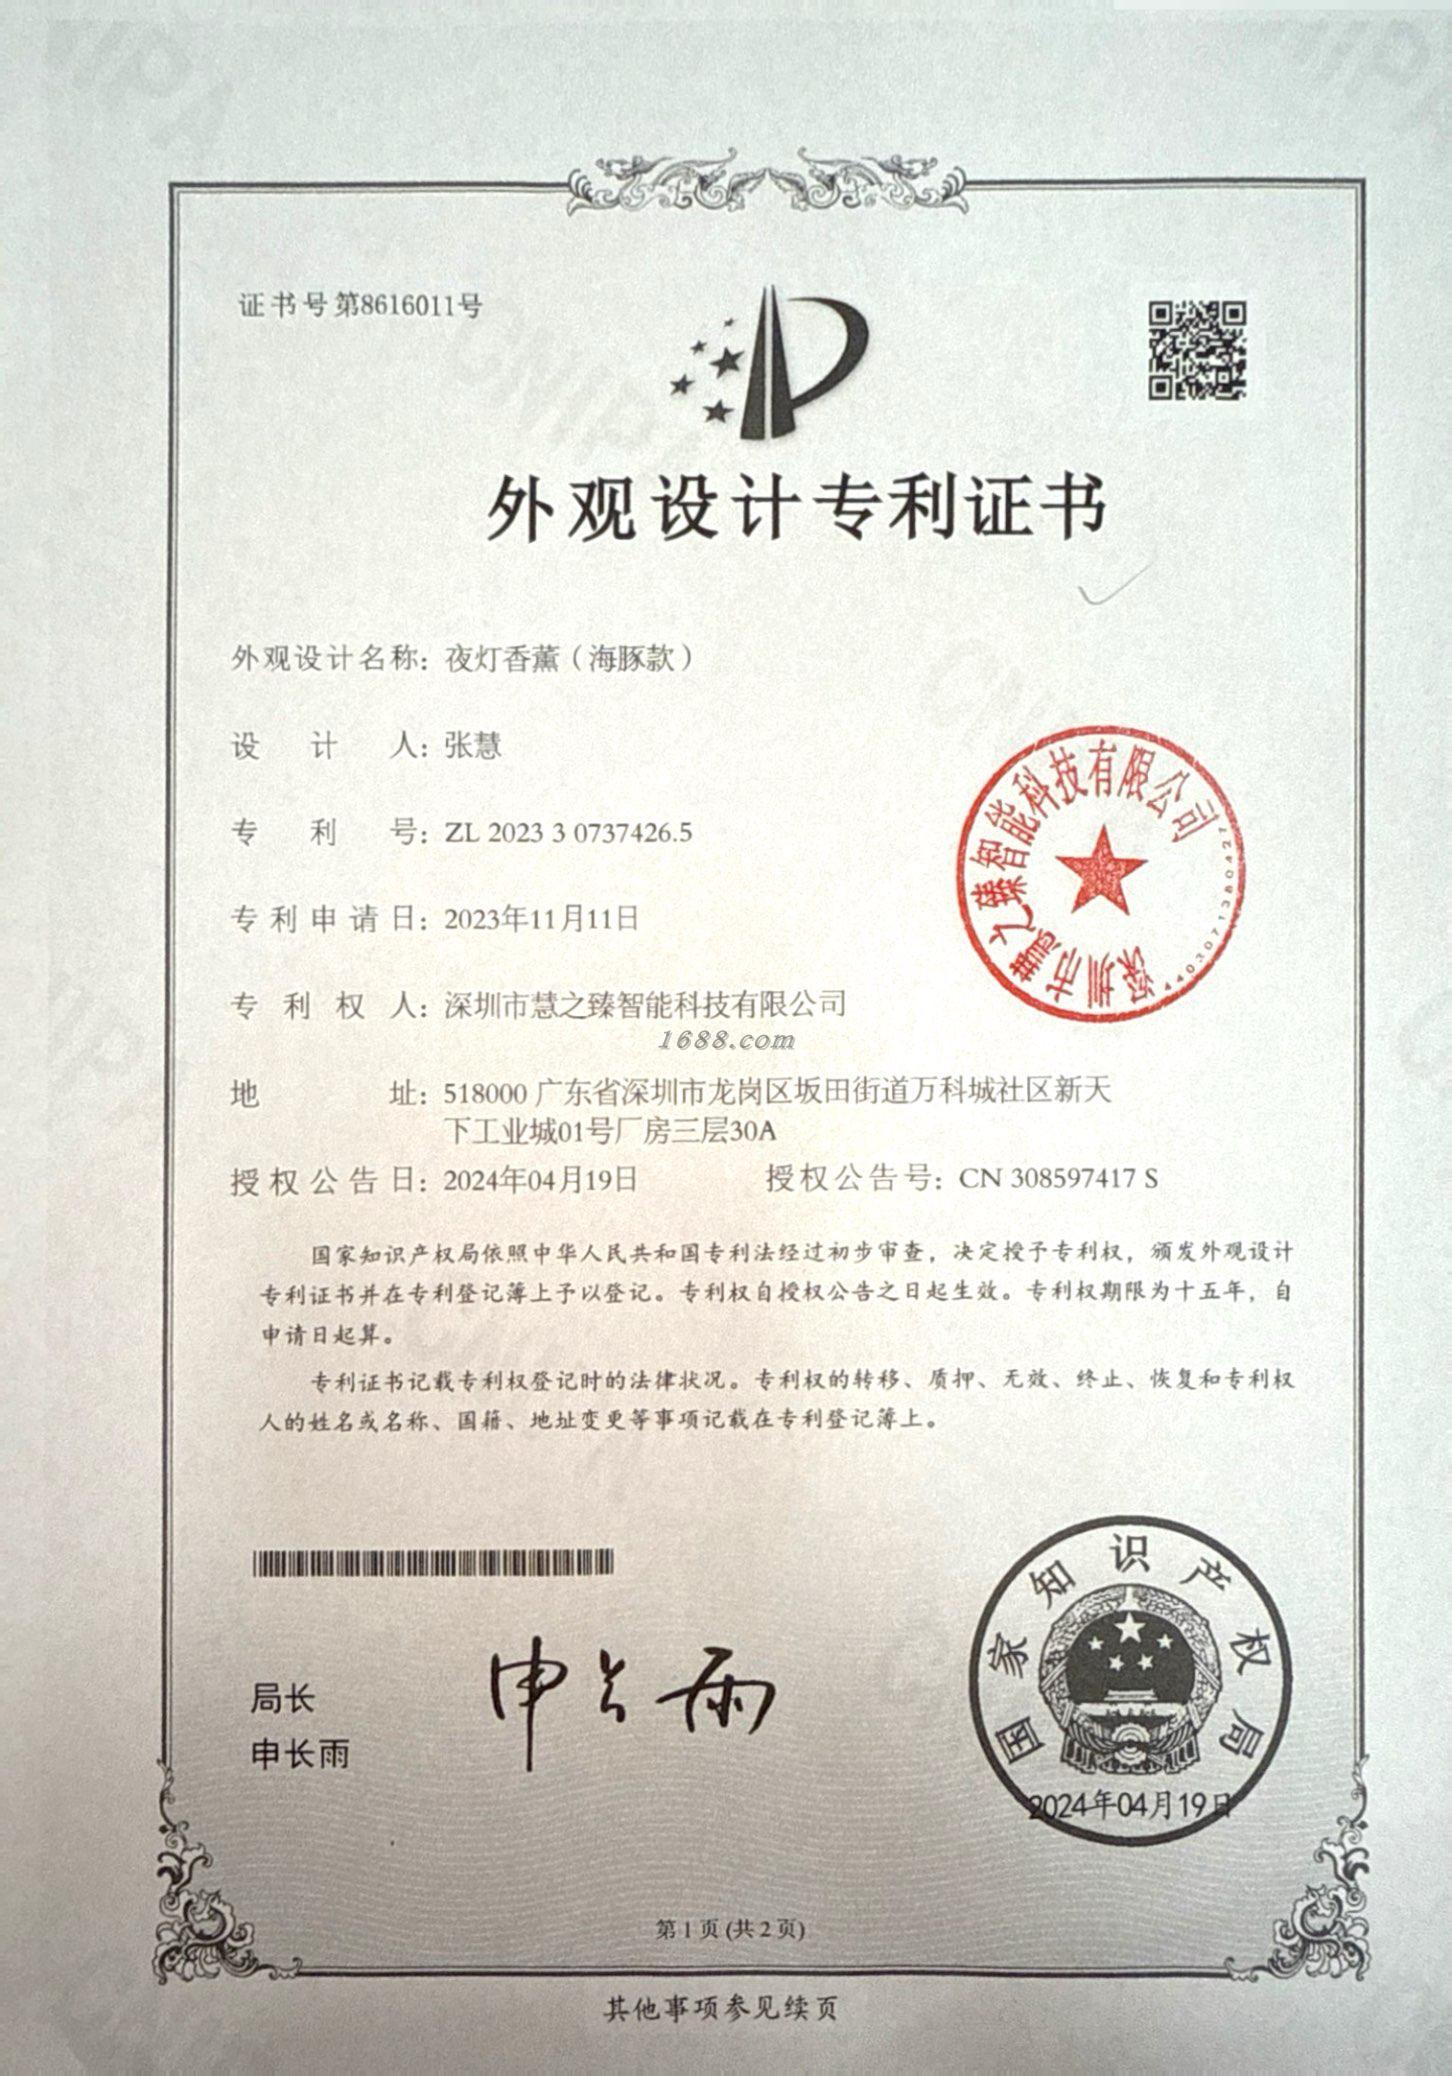 证书号第8616011号
外观设计专利证书
外观设计名称：夜灯香薰（海豚款）
设计人：张慧
专利号：ZL 2023 3 0737426.5
专利申请日：2023年11月11日
专利权人：深圳市慧之臻智能科技有限公司
1688.com
地址：518000 广东省深圳市龙岗区坂田街道万科城社区新天
下工业城01号厂房三层30A
授权公告日：2024年04月19日 授权公告号：CN 308597417 S
深圳市慧之臻智能科技有限公司
国家知识产权局依照中华人民共和国专利法经过初步审查，决定授予专利权，颁发外观设计
专利证书并在专利登记簿上予以登记。专利权自授权公告之日起生效。专利权期限为十五年，自
申请日起算。
专利证书记载专利权登记时的法律状况。专利权的转移、质押、无效、终止、恢复和专利权
人的姓名或名称、国籍、地址变更等事项记载在专利登记簿上。
局长
申长雨
申长雨
国家知识产权局
2024年04月19日
第1页(共2页)
其他事项参见续页